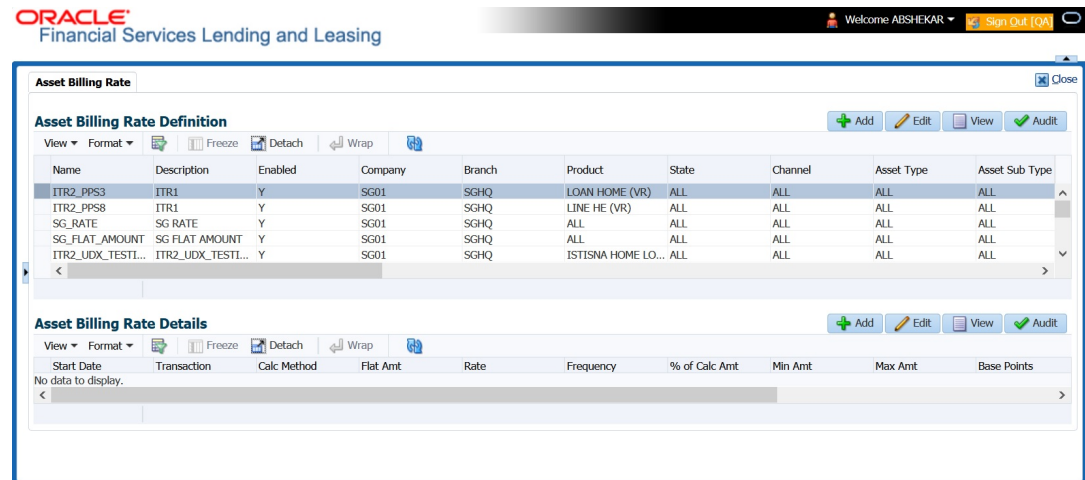 ORACLE
Financial Services Lending and Leasing
Welcome ABSHEKAR Sign Out [QA]
Asset Billing Rate Close
Asset Billing Rate Definition Add Edit View Audit
View Format Freeze Detach Wrap
Name Description Enabled Company Branch Product State Channel Asset Type Asset Sub Type
ITR2_PPS3 ITR1 Y SG01 SGHQ LOAN HOME (VR) ALL ALL ALL ALL
ITR2_PPS8 ITR1 Y SG01 SGHQ LINE HE (VR) ALL ALL ALL ALL
SG_RATE SG RATE Y SG01 SGHQ ALL ALL ALL ALL ALL
SG_FLAT_AMOUNT SG FLAT AMOUNT Y SG01 SGHQ ALL ALL ALL ALL ALL
ITR2_UDX_TESTI... ITR2_UDX_TESTI... Y SG01 SGHQ ISTISNA HOME LO... ALL ALL ALL ALL
Asset Billing Rate Details Add Edit View Audit
View Format Freeze Detach Wrap
Start Date Transaction Calc Method Flat Amt Rate Frequency % of Calc Amt Min Amt Max Amt Base Points
No data to display.